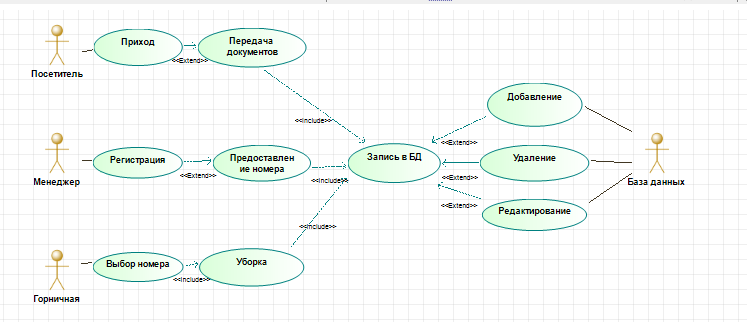 Посетитель
Приход
<<Extend>>
Передача
документов
<<Include>>
Менеджер
Регистрация
<<Extend>>
Предоставлен
ие номера
<<Include>>
Запись в БД
Добавление
<<Extend>>
Удаление
<<Extend>>
Редактирование
<<Extend>>
База данных
Горничная
Выбор номера
<<Include>>
Уборка
<<Include>>